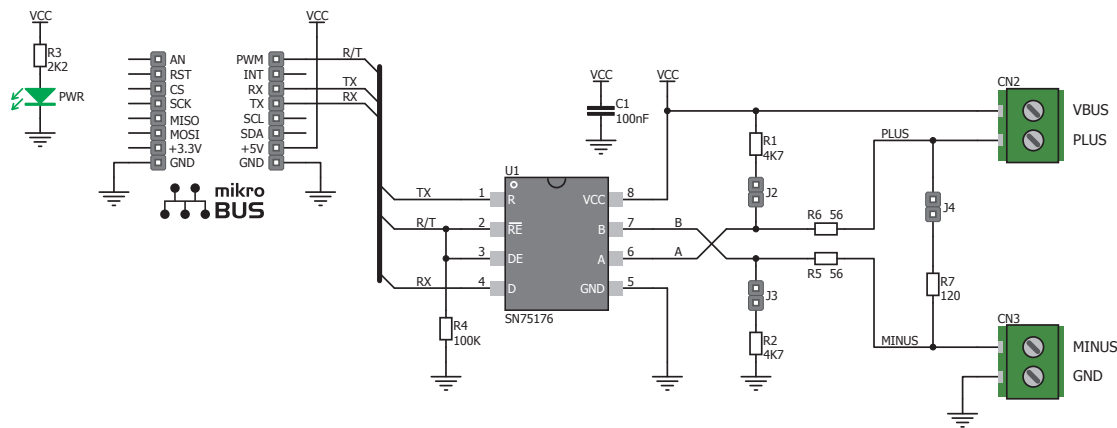 VCC
R3
2K2
PWR
AN
RST
CS
SCK
MISO
MOSI
+3.3V
GND
PWM
INT
RX
TX
SCL
SDA
+5V
GND
VCC
R/T
TX
RX
mikro
BUS
TX
R/T
RX
R4
100K
U1
1
2
3
4
R
RE
DE
D
VCC
B
A
GND
8
7
6
5
SN75176
VCC
C1
100nF
VCC
R1
4K7
J2
B
A
J3
R2
4K7
R6 56
R5 56
PLUS
MINUS
J4
R7
120
CN2
VBUS
PLUS
CN3
MINUS
GND